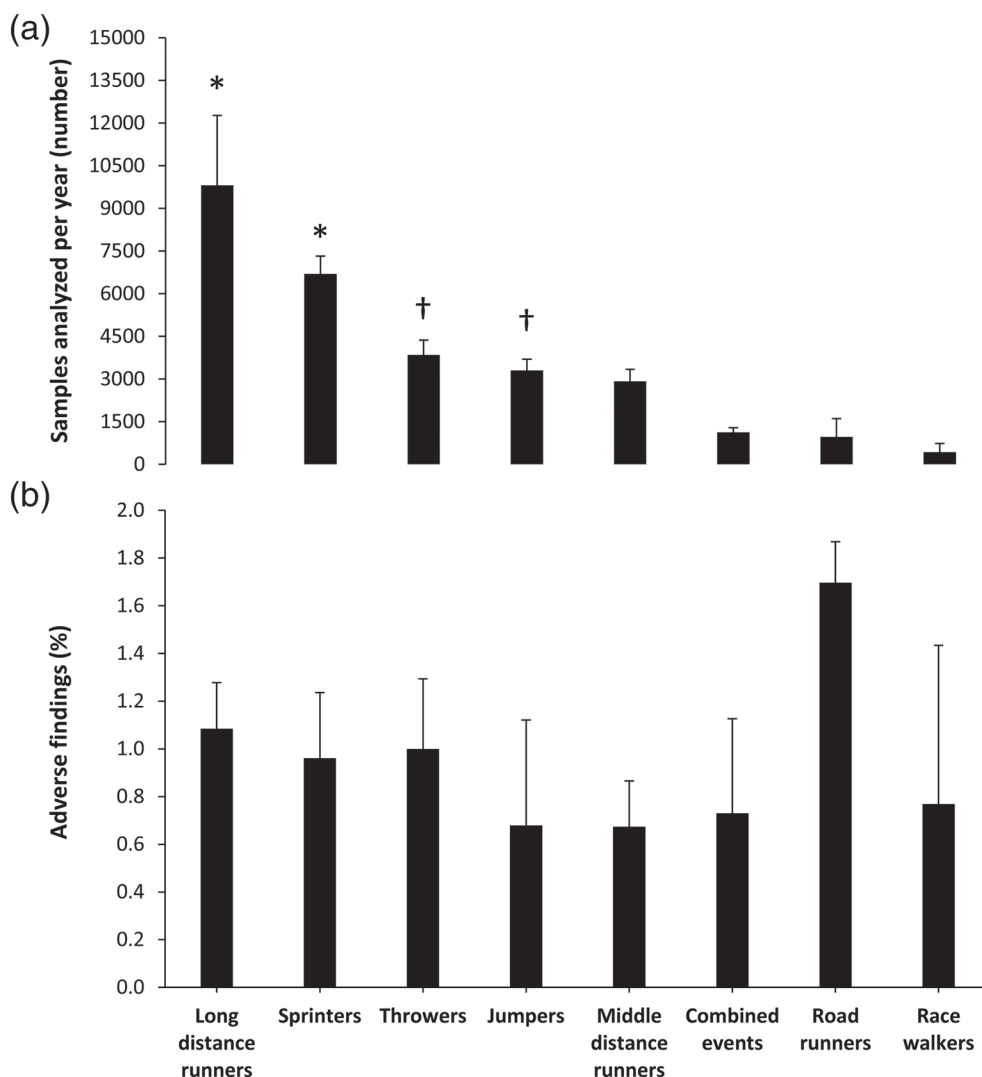 (a)
Samples analyzed per year (number)
15000
13500
12000
10500
9000
7500
6000
4500
3000
1500
0
*
*
†
†
(b)
Adverse findings (%)
2.0
1.8
1.6
1.4
1.2
1.0
0.8
0.6
0.4
0.2
0.0
Long
distance
runners
Sprinters
Throwers
Jumpers
Middle
distance
runners
Combined
events
Road
runners
Race
walkers